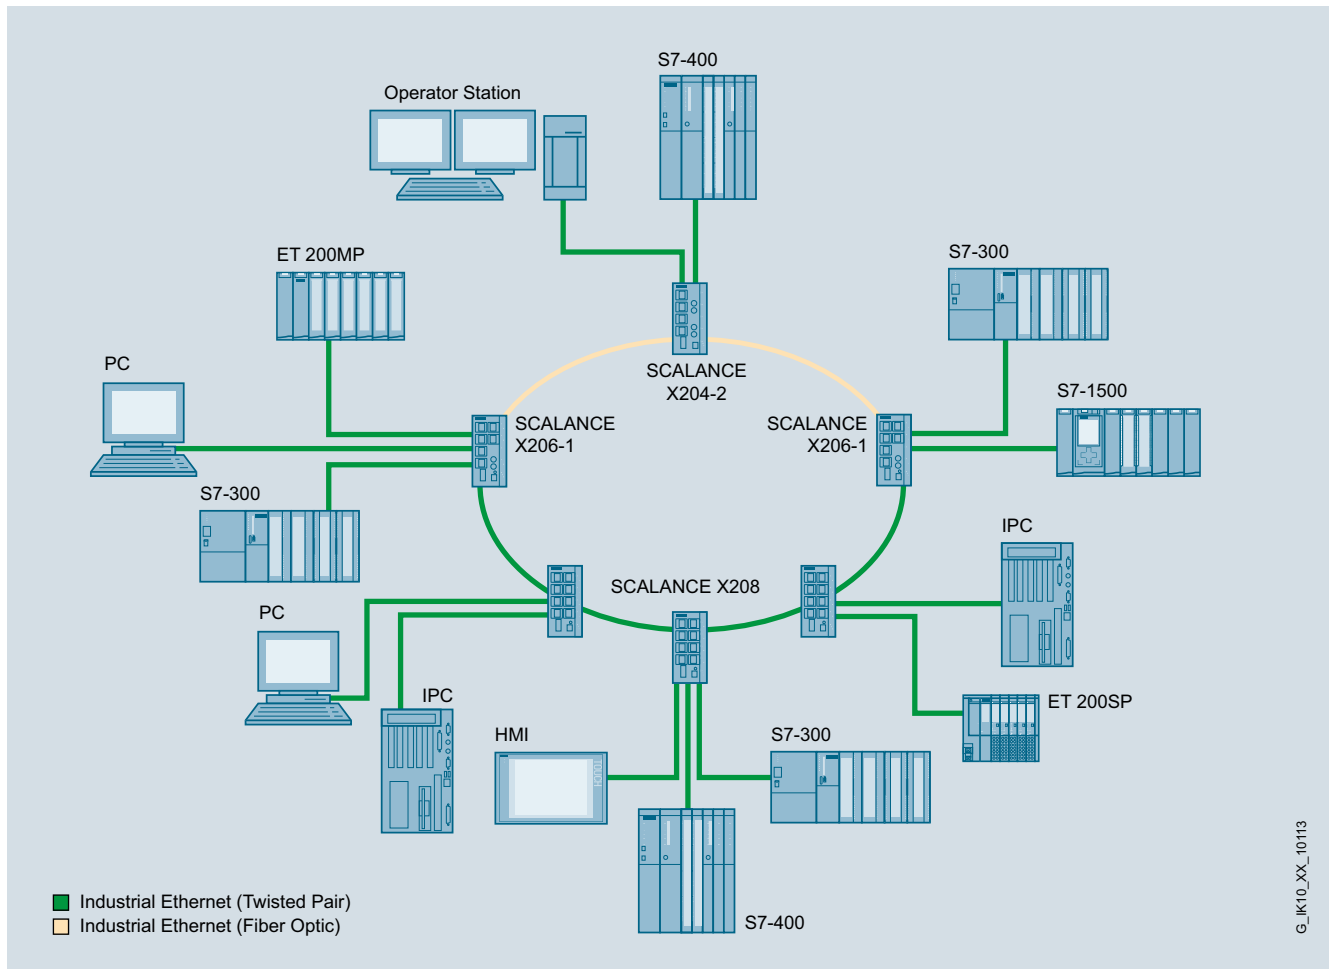 S7-400
Operator Station
ET 200MP
S7-300
PC
SCALANCE
X204-2
S7-1500
SCALANCE
X206-1
SCALANCE
X206-1
S7-300
IPC
SCALANCE X208
PC
IPC
ET 200SP
HMI
S7-300
S7-400
Industrial Ethernet (Twisted Pair)
Industrial Ethernet (Fiber Optic)
G_IK10_XX_10113